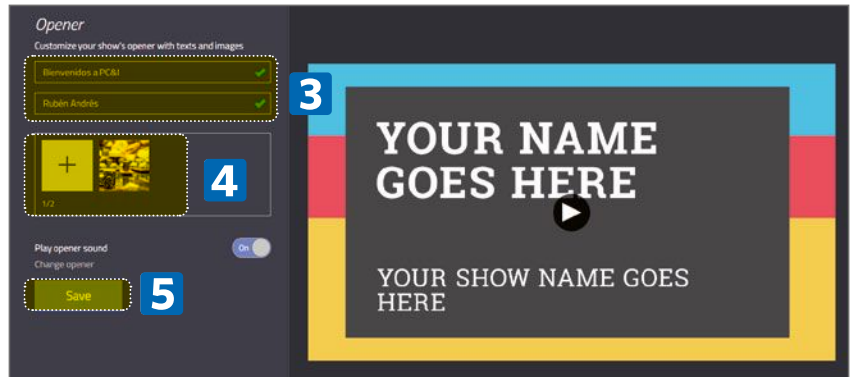 Opener
Customize your show's opener with texts and images
Bienvenidos a PC&I
Rubén Andrés
3
+
1/2
4
Play opener sound
On
Change opener
Save
5
YOUR NAME
GOES HERE
YOUR SHOW NAME GOES
HERE